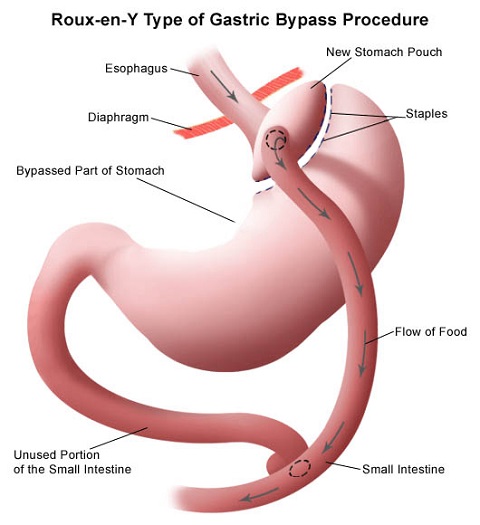 Roux-en-Y Type of Gastric Bypass Procedure
New Stomach Pouch
Esophagus
Staples
Diaphragm
Bypassed Part of Stomach
Flow of Food
Unused Portion
of the Small Intestine
Small Intestine